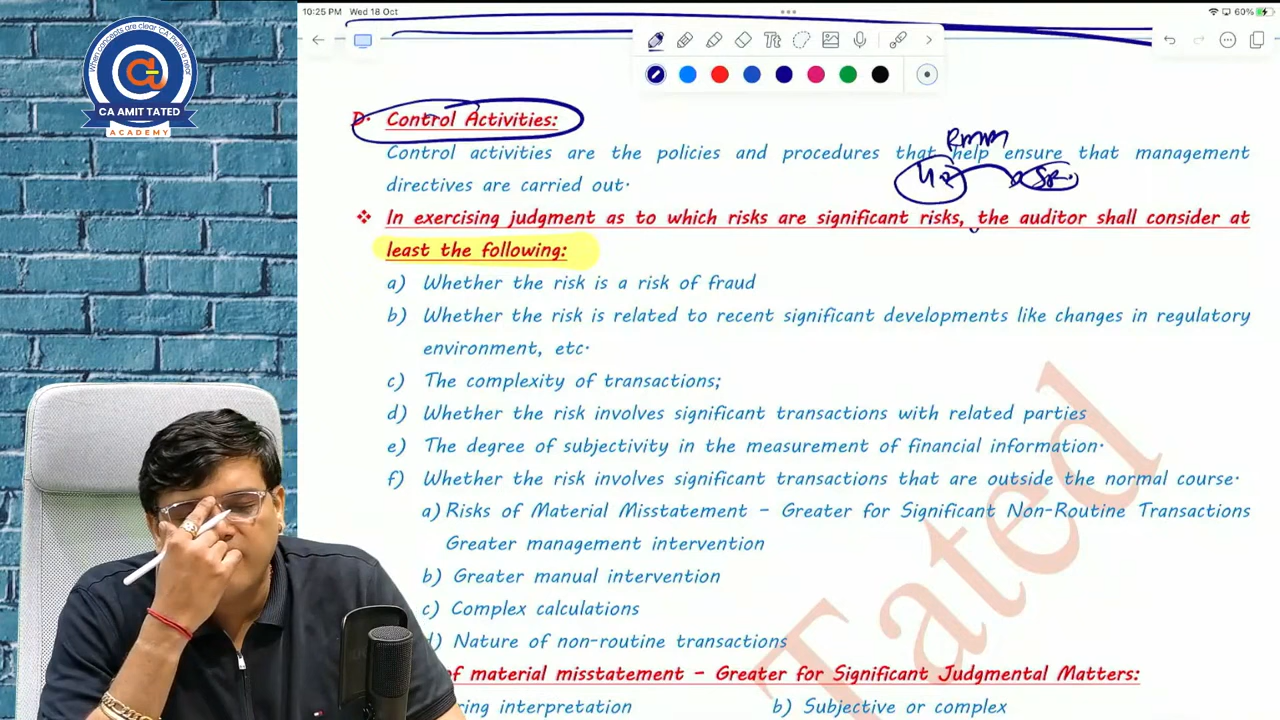 10:25 PM Wed 18 Oct
60%
When concepts are clear CA Prep is near
CA AMIT TATED
ACADEMY
Tt
D. Control Activities:
Control activities are the policies and procedures that help ensure that management
directives are carried out.
RMM
❖ In exercising judgment as to which risks are significant risks, the auditor shall consider at
least the following:
a) Whether the risk is a risk of fraud
b) Whether the risk is related to recent significant developments like changes in regulatory
environment, etc.
c) The complexity of transactions;
d) Whether the risk involves significant transactions with related parties
e) The degree of subjectivity in the measurement of financial information.
f) Whether the risk involves significant transactions that are outside the normal course.
a) Risks of Material Misstatement – Greater for Significant Non-Routine Transactions
Greater management intervention
b) Greater manual intervention
c) Complex calculations
d) Nature of non-routine transactions
of material misstatement – Greater for Significant Judgmental Matters:
ring interpretation b) Subjective or complex
Tated